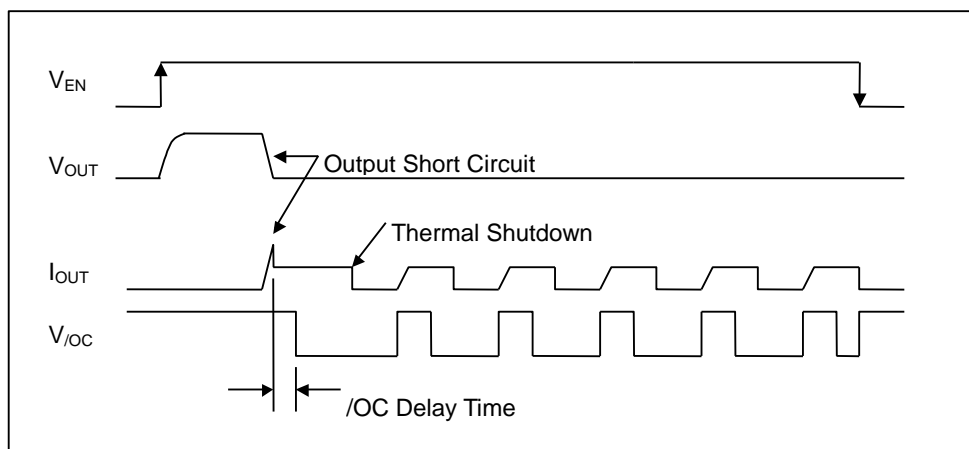 VEN
VOUT
Output Short Circuit
Thermal Shutdown
IOUT
V/OC
/OC Delay Time